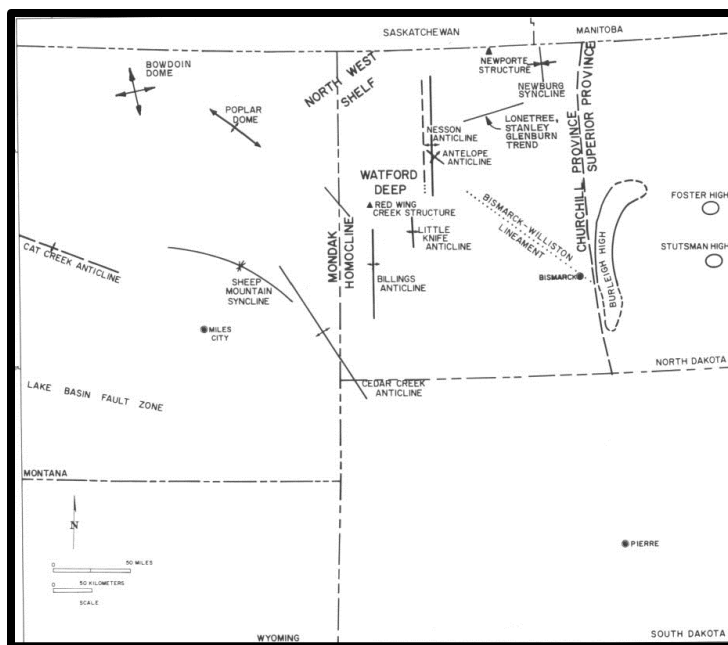 SASKATCHEWAN
MANITOBA
BOWDOIN
DOME
NORTH WEST
SHELF
NEWPORTE
STRUCTURE
NEWBURG
SYNCLINE
CHURCHILL PROVINCE
SUPERIOR PROVINCE
POPLAR
DOME
LONETREE,
STANLEY
GLENBURN
TREND
NESSON
ANTICLINE
ANTELOPE
ANTICLINE
WATFORD
DEEP
RED WING
CREEK STRUCTURE
BISMARCK-WILLISTON
LINEAMENT
FOSTER HIGH
CAT CREEK ANTICLINE
MONDAK
HOMOCLINE
LITTLE
KNIFE
ANTICLINE
BURLEIGH HIGH
STUTSMAN HIGH
SHEEP
MOUNTAIN
SYNCLINE
BILLINGS
ANTICLINE
BISMARCK
MILES
CITY
NORTH DAKOTA
CEDAR CREEK
ANTICLINE
LAKE BASIN FAULT ZONE
MONTANA
N
0 50 MILES
0 50 KILOMETERS
SCALE
PIERRE
WYOMING
SOUTH DAKOTA